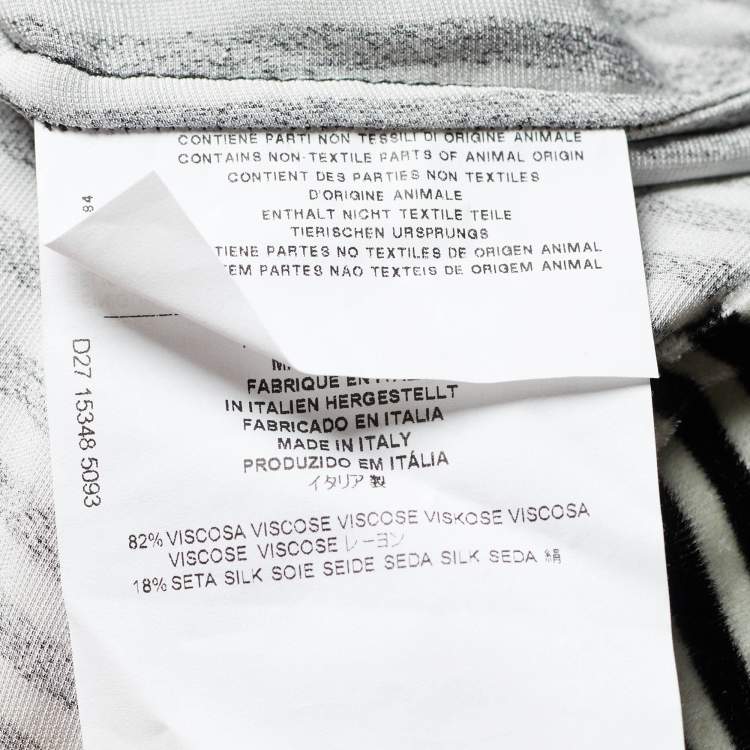 CONTIENE PARTI NON TESSILI DI ORIGINE ANIMALE
CONTAINS NON-TEXTILE PARTS OF ANIMAL ORIGIN
CONTIENT DES PARTIES NON TEXTILES
D'ORIGINE ANIMALE
ENTHALT NICHT TEXTILE TEILE
TIERISCHEN URSPRUNGS
TIENE PARTES NO TEXTILES DE ORIGEN ANIMAL
TEM PARTES NÃO TEXTEIS DE ORIGEM ANIMAL
84
D27 15348 5093
FABRIQUE EN
IN ITALIEN HERGESTELLT
FABRICADO EN ITALIA
MADE IN ITALY
PRODUZIDO EM ITÁLIA
イタリア製
82% VISCOSA VISCOSE VISCOSE VISKOSE VISCOSA
VISCOSE VISCOSE レーヨン
18% SETA SILK SOIE SEIDE SEDA SILK SEDA 絹